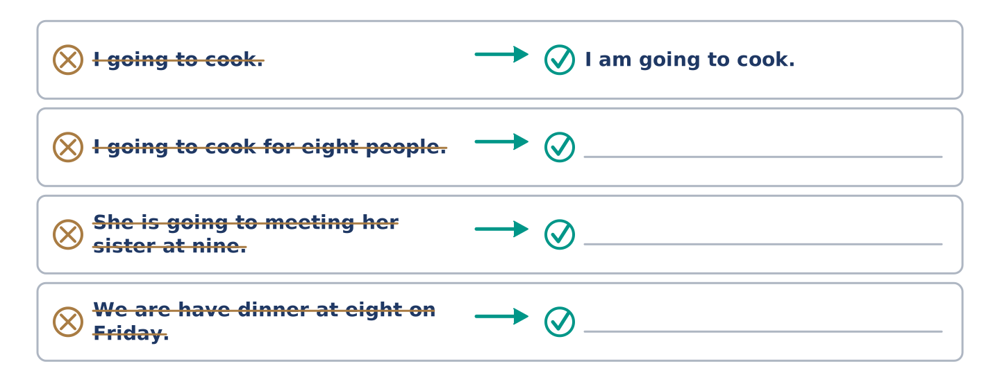 I going to cook.
I am going to cook.
I going to cook for eight people.
She is going to meeting her
sister at nine.
We are have dinner at eight on
Friday.